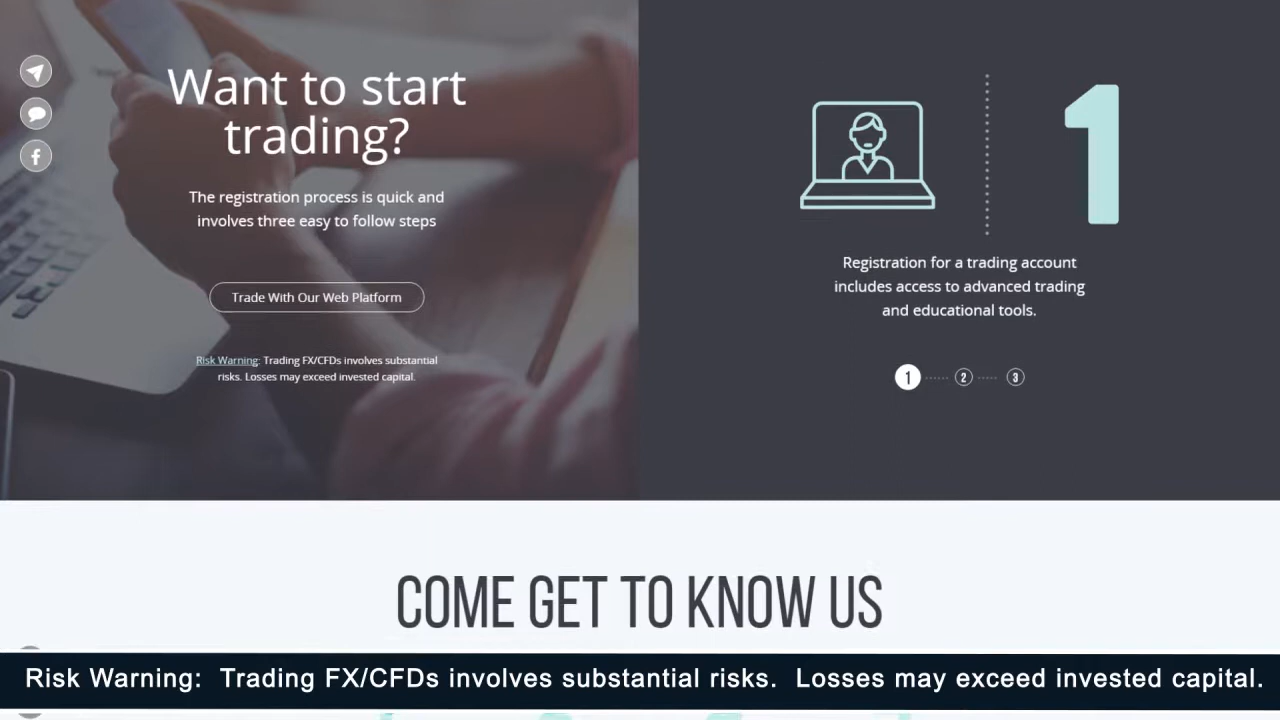 Want to start
trading?
The registration process is quick and
involves three easy to follow steps
Trade With Our Web Platform
Risk Warning: Trading FX/CFDs involves substantial
risks. Losses may exceed invested capital.
1
Registration for a trading account
includes access to advanced trading
and educational tools.
1 2 3
COME GET TO KNOW US
Risk Warning: Trading FX/CFDs involves substantial risks. Losses may exceed invested capital.